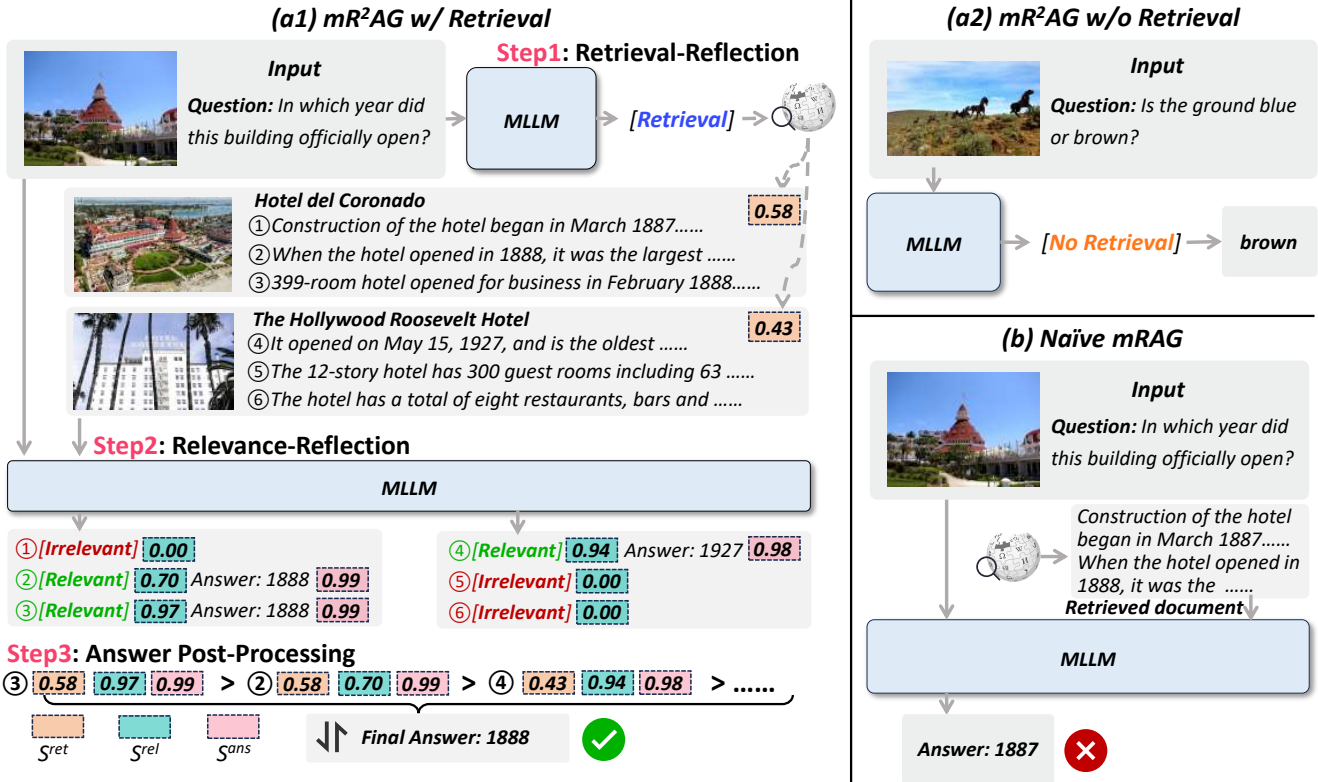 (a1) mR²AG w/ Retrieval
Step1: Retrieval-Reflection
Input
Question: In which year did
this building officially open?
MLLM
[Retrieval]
Hotel del Coronado
0.58
①Construction of the hotel began in March 1887......
②When the hotel opened in 1888, it was the largest ......
③399-room hotel opened for business in February 1888......
The Hollywood Roosevelt Hotel
0.43
④It opened on May 15, 1927, and is the oldest ......
⑤The 12-story hotel has 300 guest rooms including 63 ......
⑥The hotel has a total of eight restaurants, bars and ......
Step2: Relevance-Reflection
MLLM
①[Irrelevant] 0.00
②[Relevant] 0.70 Answer: 1888 0.99
③[Relevant] 0.97 Answer: 1888 0.99
④[Relevant] 0.94 Answer: 1927 0.98
⑤[Irrelevant] 0.00
⑥[Irrelevant] 0.00
Step3: Answer Post-Processing
③ 0.58 0.97 0.99 > ② 0.58 0.70 0.99 > ④ 0.43 0.94 0.98 > ......
S^ret S^rel S^ans
Final Answer: 1888
(a2) mR²AG w/o Retrieval
Input
Question: Is the ground blue
or brown?
MLLM
[No Retrieval]
brown
(b) Naïve mRAG
Input
Question: In which year did
this building officially open?
Construction of the hotel
began in March 1887......
When the hotel opened in
1888, it was the ......
Retrieved document
MLLM
Answer: 1887